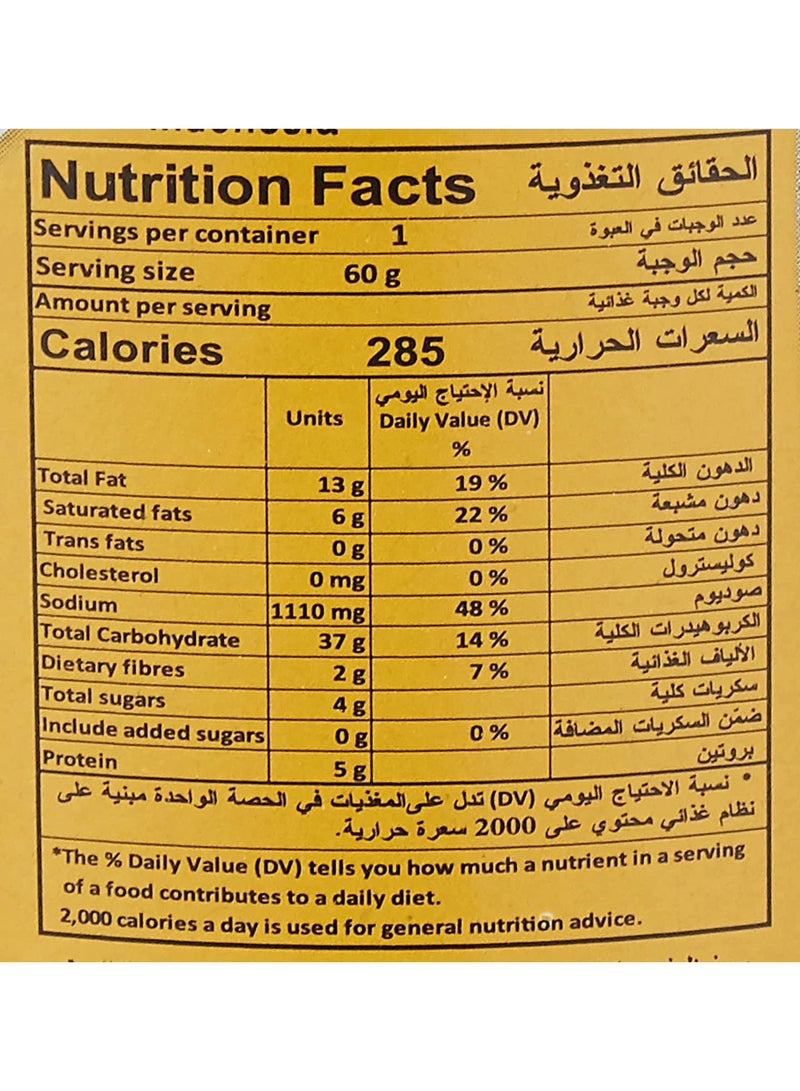 Nutrition Facts الحقائق التغذوية
Servings per container 1 عدد الوجبات في العبوة
Serving size 60 g حجم الوجبة
Amount per serving الكمية لكل وجبة غذائية
Calories 285 السعرات الحرارية
نسبة الإحتياج اليومي
Units Daily Value (DV)
%
Total Fat 13 g 19 % الدهون الكلية
Saturated fats 6 g 22 % دهون مشبعة
Trans fats 0 g 0 % دهون متحولة
Cholesterol 0 mg 0 % كوليسترول
Sodium 1110 mg 48 % صوديوم
Total Carbohydrate 37 g 14 % الكربوهيدرات الكلية
Dietary fibres 2 g 7 % الألياف الغذائية
Total sugars 4 g سكريات كلية
Include added sugars 0 g 0 % ضمن السكريات المضافة
Protein 5 g بروتين
* نسبة الاحتياج اليومي (DV) تدل على المغذيات في الحصة الواحدة مبنية على
نظام غذائي محتوي على 2000 سعرة حرارية.
*The % Daily Value (DV) tells you how much a nutrient in a serving
of a food contributes to a daily diet.
2,000 calories a day is used for general nutrition advice.